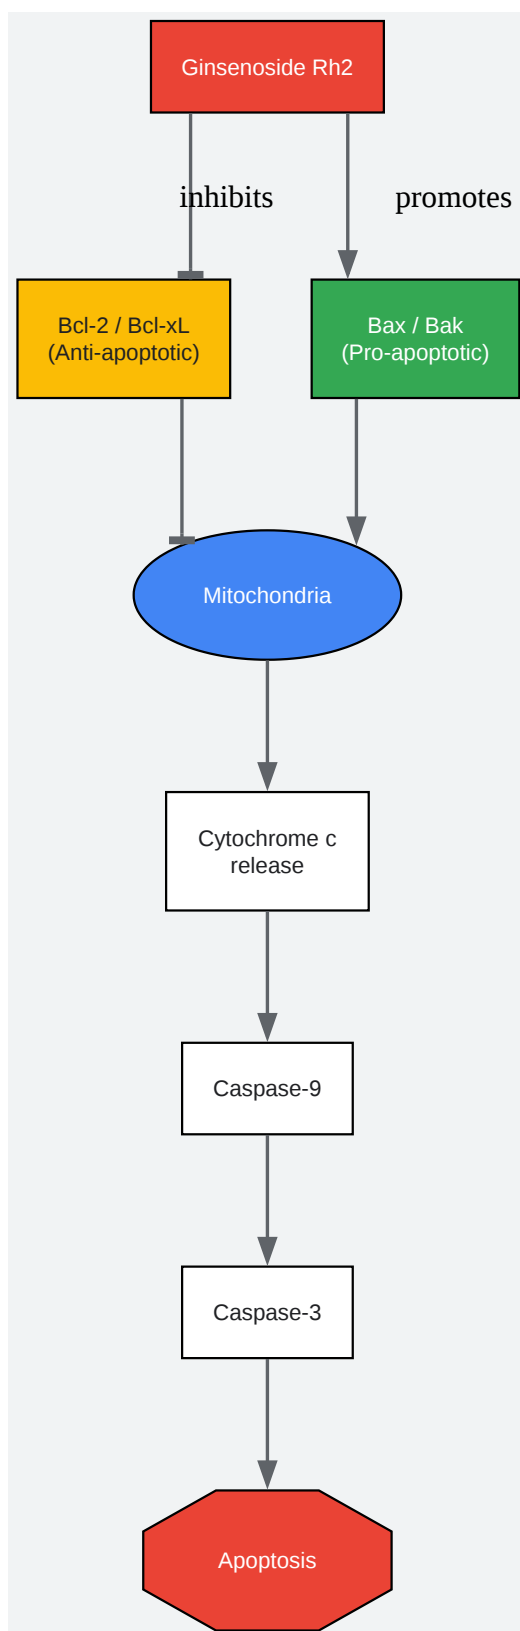 Ginsenoside Rh2
inhibits
promotes
Bcl-2 / Bcl-xL
(Anti-apoptotic)
Bax / Bak
(Pro-apoptotic)
Mitochondria
Cytochrome c
release
Caspase-9
Caspase-3
Apoptosis